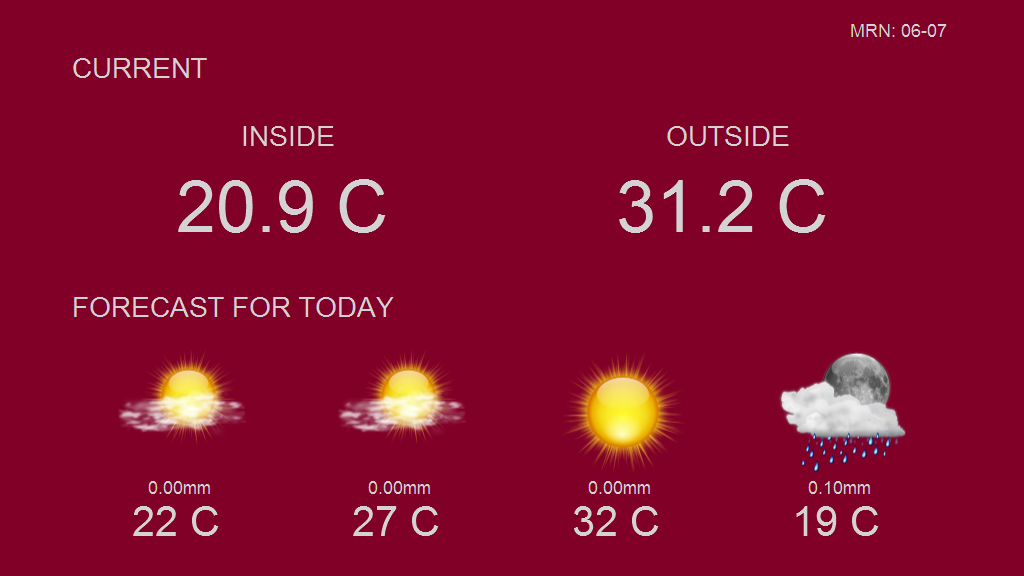 MRN: 06-07
CURRENT
INSIDE OUTSIDE
20.9 C 31.2 C
FORECAST FOR TODAY
0.00mm 0.00mm 0.00mm 0.10mm
22 C 27 C 32 C 19 C